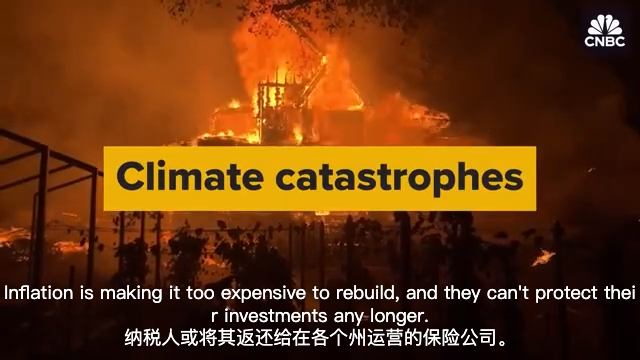 CNBC
Climate catastrophes
Inflation is making it too expensive to rebuild, and they can't protect thei
r investments any longer.
纳税人或将其返还给在各个州运营的保险公司。